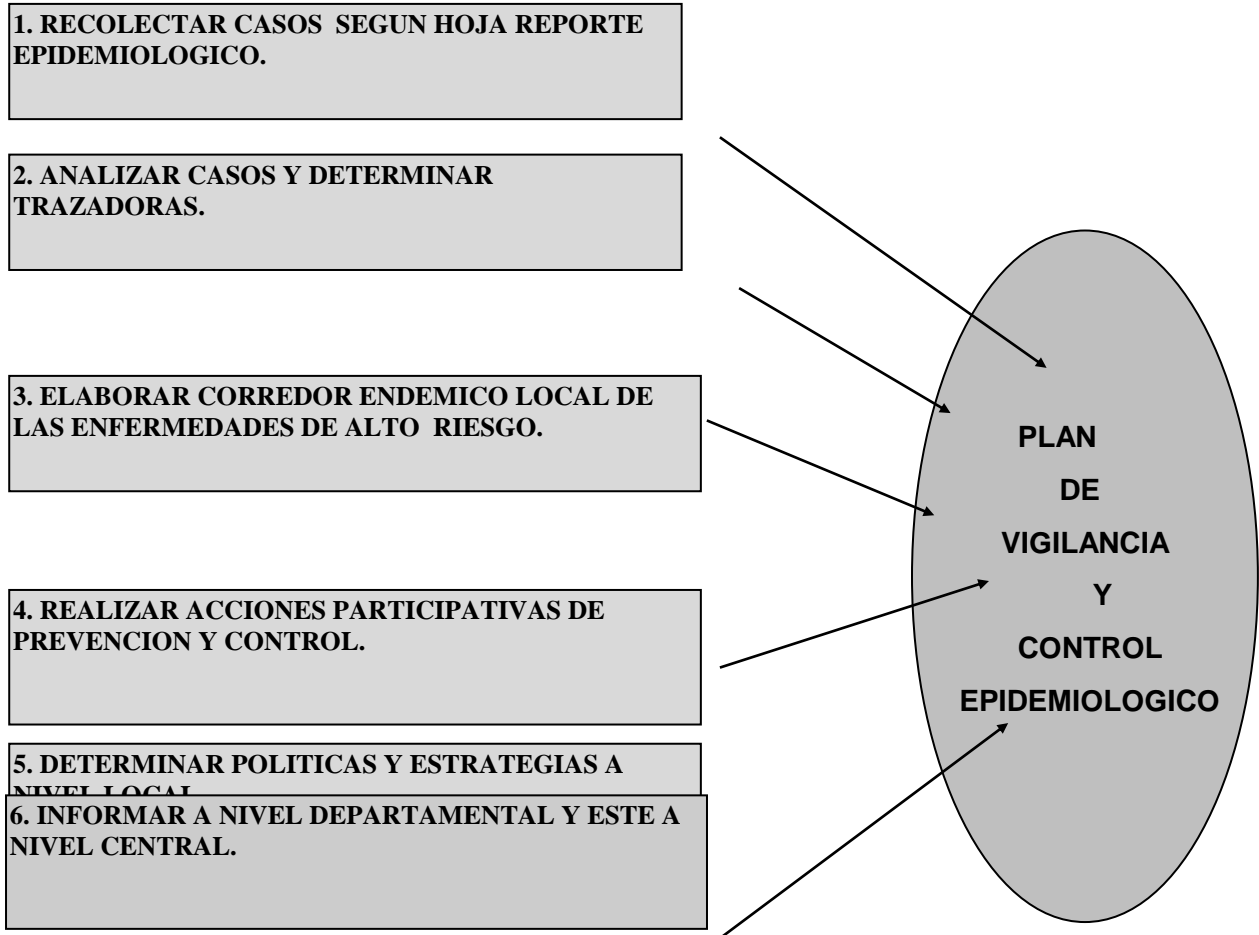 1. RECOLECTAR CASOS SEGUN HOJA REPORTE
EPIDEMIOLOGICO.
2. ANALIZAR CASOS Y DETERMINAR
TRAZADORAS.
3. ELABORAR CORREDOR ENDEMICO LOCAL DE
LAS ENFERMEDADES DE ALTO RIESGO.
4. REALIZAR ACCIONES PARTICIPATIVAS DE
PREVENCION Y CONTROL.
5. DETERMINAR POLITICAS Y ESTRATEGIAS A
NIVEL LOCAL
6. INFORMAR A NIVEL DEPARTAMENTAL Y ESTE A
NIVEL CENTRAL.
PLAN
DE
VIGILANCIA
Y
CONTROL
EPIDEMIOLOGICO